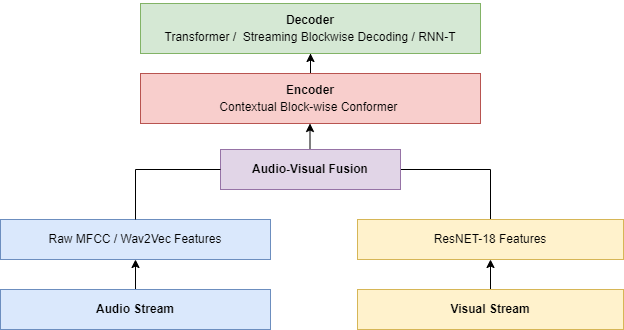 Decoder
Transformer / Streaming Blockwise Decoding / RNN-T
Encoder
Contextual Block-wise Conformer
Audio-Visual Fusion
Raw MFCC / Wav2Vec Features
ResNET-18 Features
Audio Stream
Visual Stream